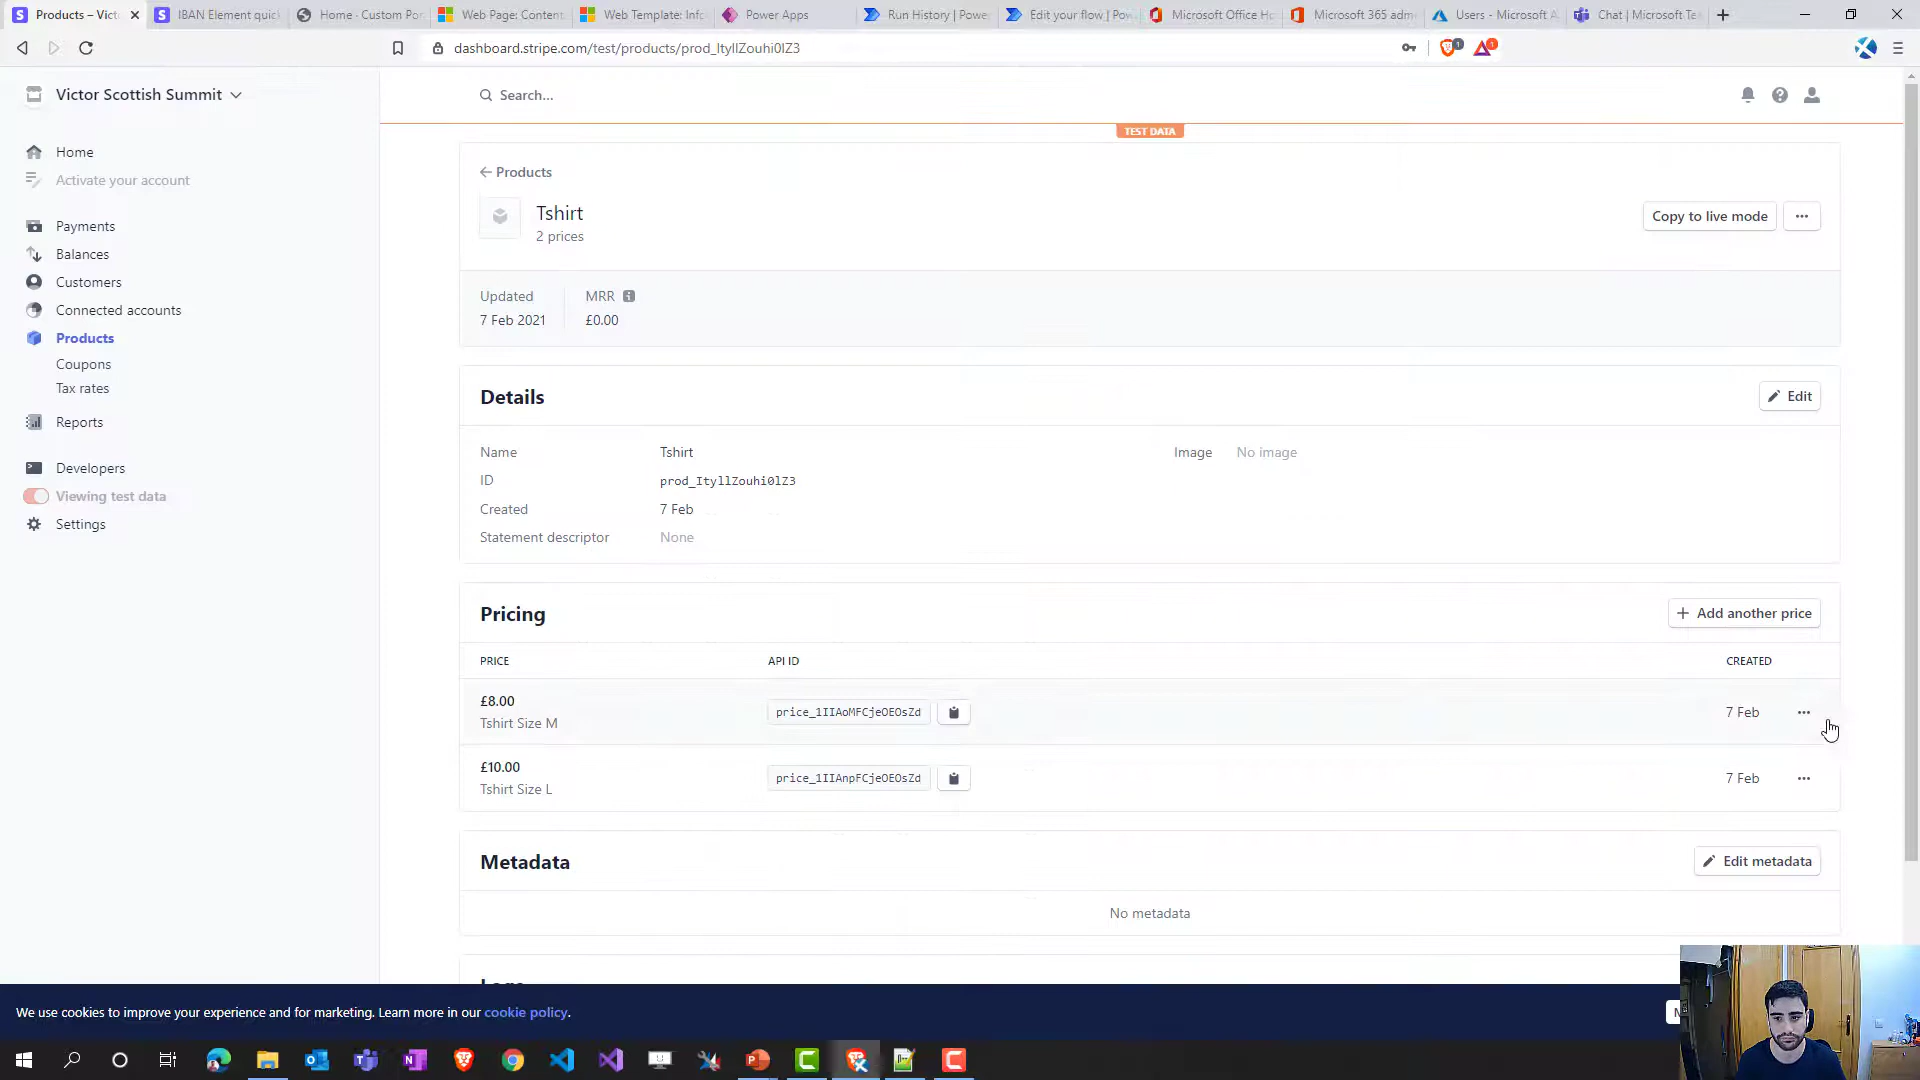 Products – Victo
IBAN Element quic
Home - Custom Por
Web Page: Content
Web Template: Info
Power Apps
Run History | Powe
Edit your flow | Pow
Microsoft Office Ho
Microsoft 365 adm
Users - Microsoft A
Chat | Microsoft Te
dashboard.stripe.com/test/products/prod_ItyllZouhi0lZ3
1
1
Victor Scottish Summit
Search...
TEST DATA
Home
Activate your account
Payments
Balances
Customers
Connected accounts
Products
Coupons
Tax rates
Reports
Developers
Viewing test data
Settings
Products
Tshirt
2 prices
Copy to live mode
Updated
7 Feb 2021
MRR
£0.00
Details
Edit
Name
Tshirt
ID
prod_ItyllZouhi0lZ3
Created
7 Feb
Statement descriptor
None
Image
No image
Pricing
Add another price
PRICE
API ID
CREATED
£8.00
Tshirt Size M
price_1IIAoMFCjeOEOsZd
7 Feb
£10.00
Tshirt Size L
price_1IIAnpFCjeOEOsZd
7 Feb
Metadata
Edit metadata
No metadata
We use cookies to improve your experience and for marketing. Learn more in our cookie policy.